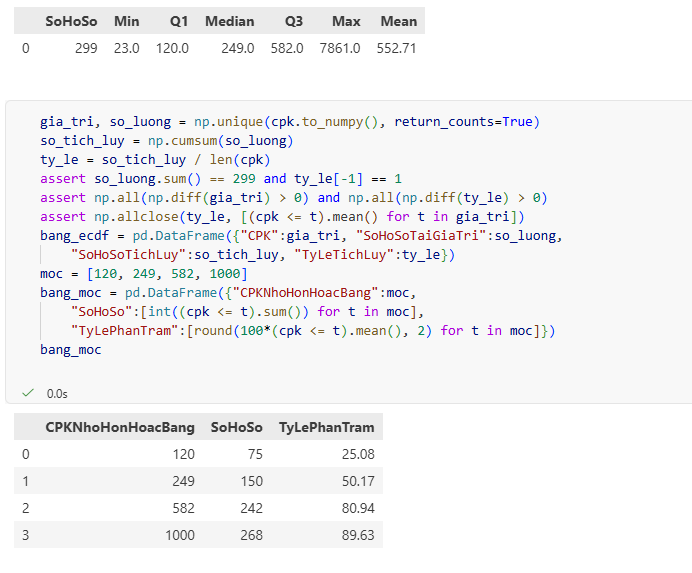 SoHoSo Min Q1 Median Q3 Max Mean
0 299 23.0 120.0 249.0 582.0 7861.0 552.71
gia_tri, so_luong = np.unique(cpk.to_numpy(), return_counts=True)
so_tich_luy = np.cumsum(so_luong)
ty_le = so_tich_luy / len(cpk)
assert so_luong.sum() == 299 and ty_le[-1] == 1
assert np.all(np.diff(gia_tri) > 0) and np.all(np.diff(ty_le) > 0)
assert np.allclose(ty_le, [(cpk <= t).mean() for t in gia_tri])
bang_ecdf = pd.DataFrame({"CPK":gia_tri, "SoHoSoTaiGiaTri":so_luong,
    "SoHoSoTichLuy":so_tich_luy, "TyLeTichLuy":ty_le})
moc = [120, 249, 582, 1000]
bang_moc = pd.DataFrame({"CPKNhoHonHoacBang":moc,
    "SoHoSo":[int((cpk <= t).sum()) for t in moc],
    "TyLePhanTram":[round(100*(cpk <= t).mean(), 2) for t in moc]})
bang_moc
0.0s
CPKNhoHonHoacBang SoHoSo TyLePhanTram
0 120 75 25.08
1 249 150 50.17
2 582 242 80.94
3 1000 268 89.63